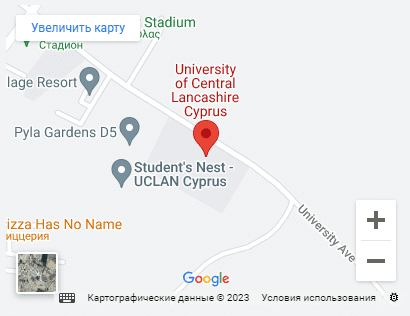 Увеличить карту
Stadium
ολας
Стадион
lage Resort
University
of Central
Lancashire
Cyprus
Pyla Gardens D5
Student's Nest -
UCLAN Cyprus
izza Has No Name
иццерия
University Ave
+
−
Google
Картографические данные © 2023
Условия использования